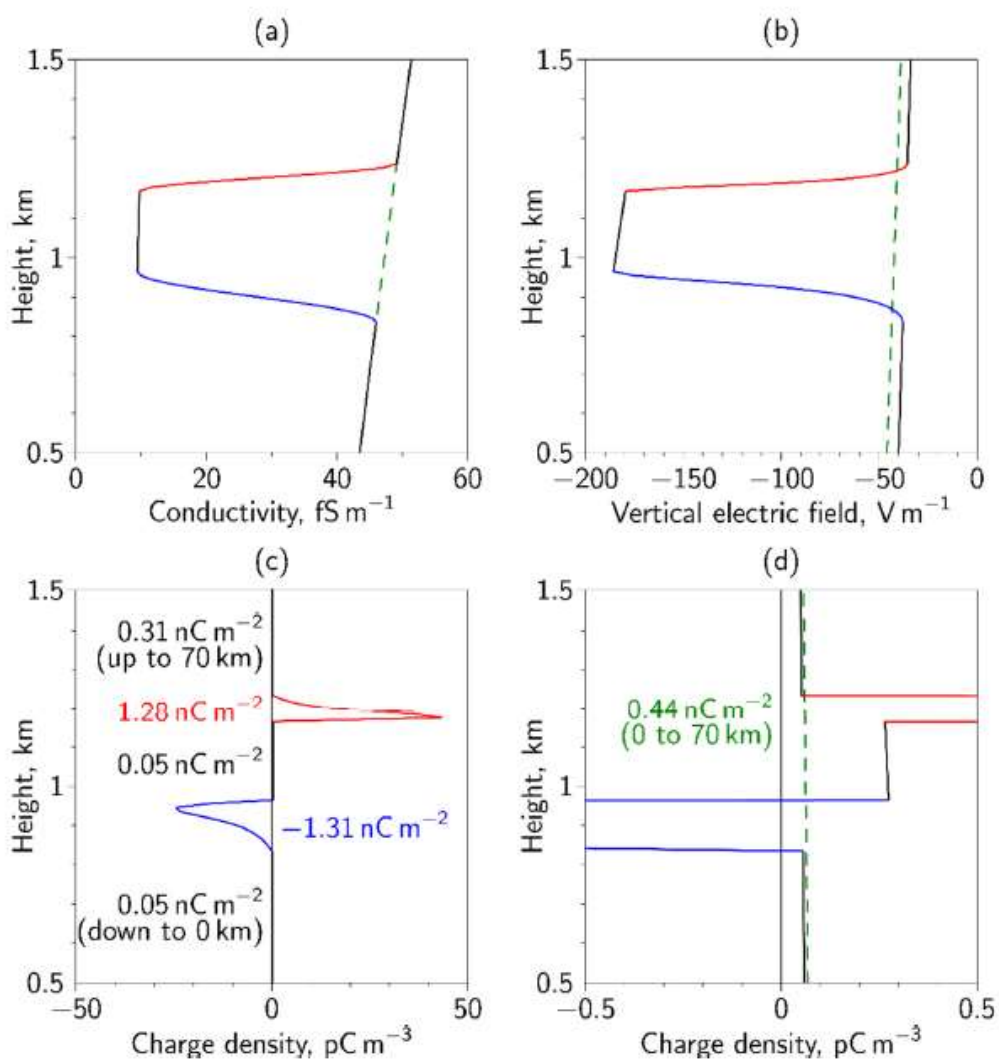 (a)
1.5
1
0.5
Height, km
0
20
40
60
Conductivity, fS m⁻¹
(b)
1.5
1
0.5
Height, km
−200
−150
−100
−50
0
Vertical electric field, V m⁻¹
(c)
1.5
1
0.5
Height, km
0.31 nC m⁻²
(up to 70 km)
1.28 nC m⁻²
0.05 nC m⁻²
−1.31 nC m⁻²
0.05 nC m⁻²
(down to 0 km)
−50
0
50
Charge density, pC m⁻³
(d)
1.5
1
0.5
Height, km
0.44 nC m⁻²
(0 to 70 km)
−0.5
0
0.5
Charge density, pC m⁻³